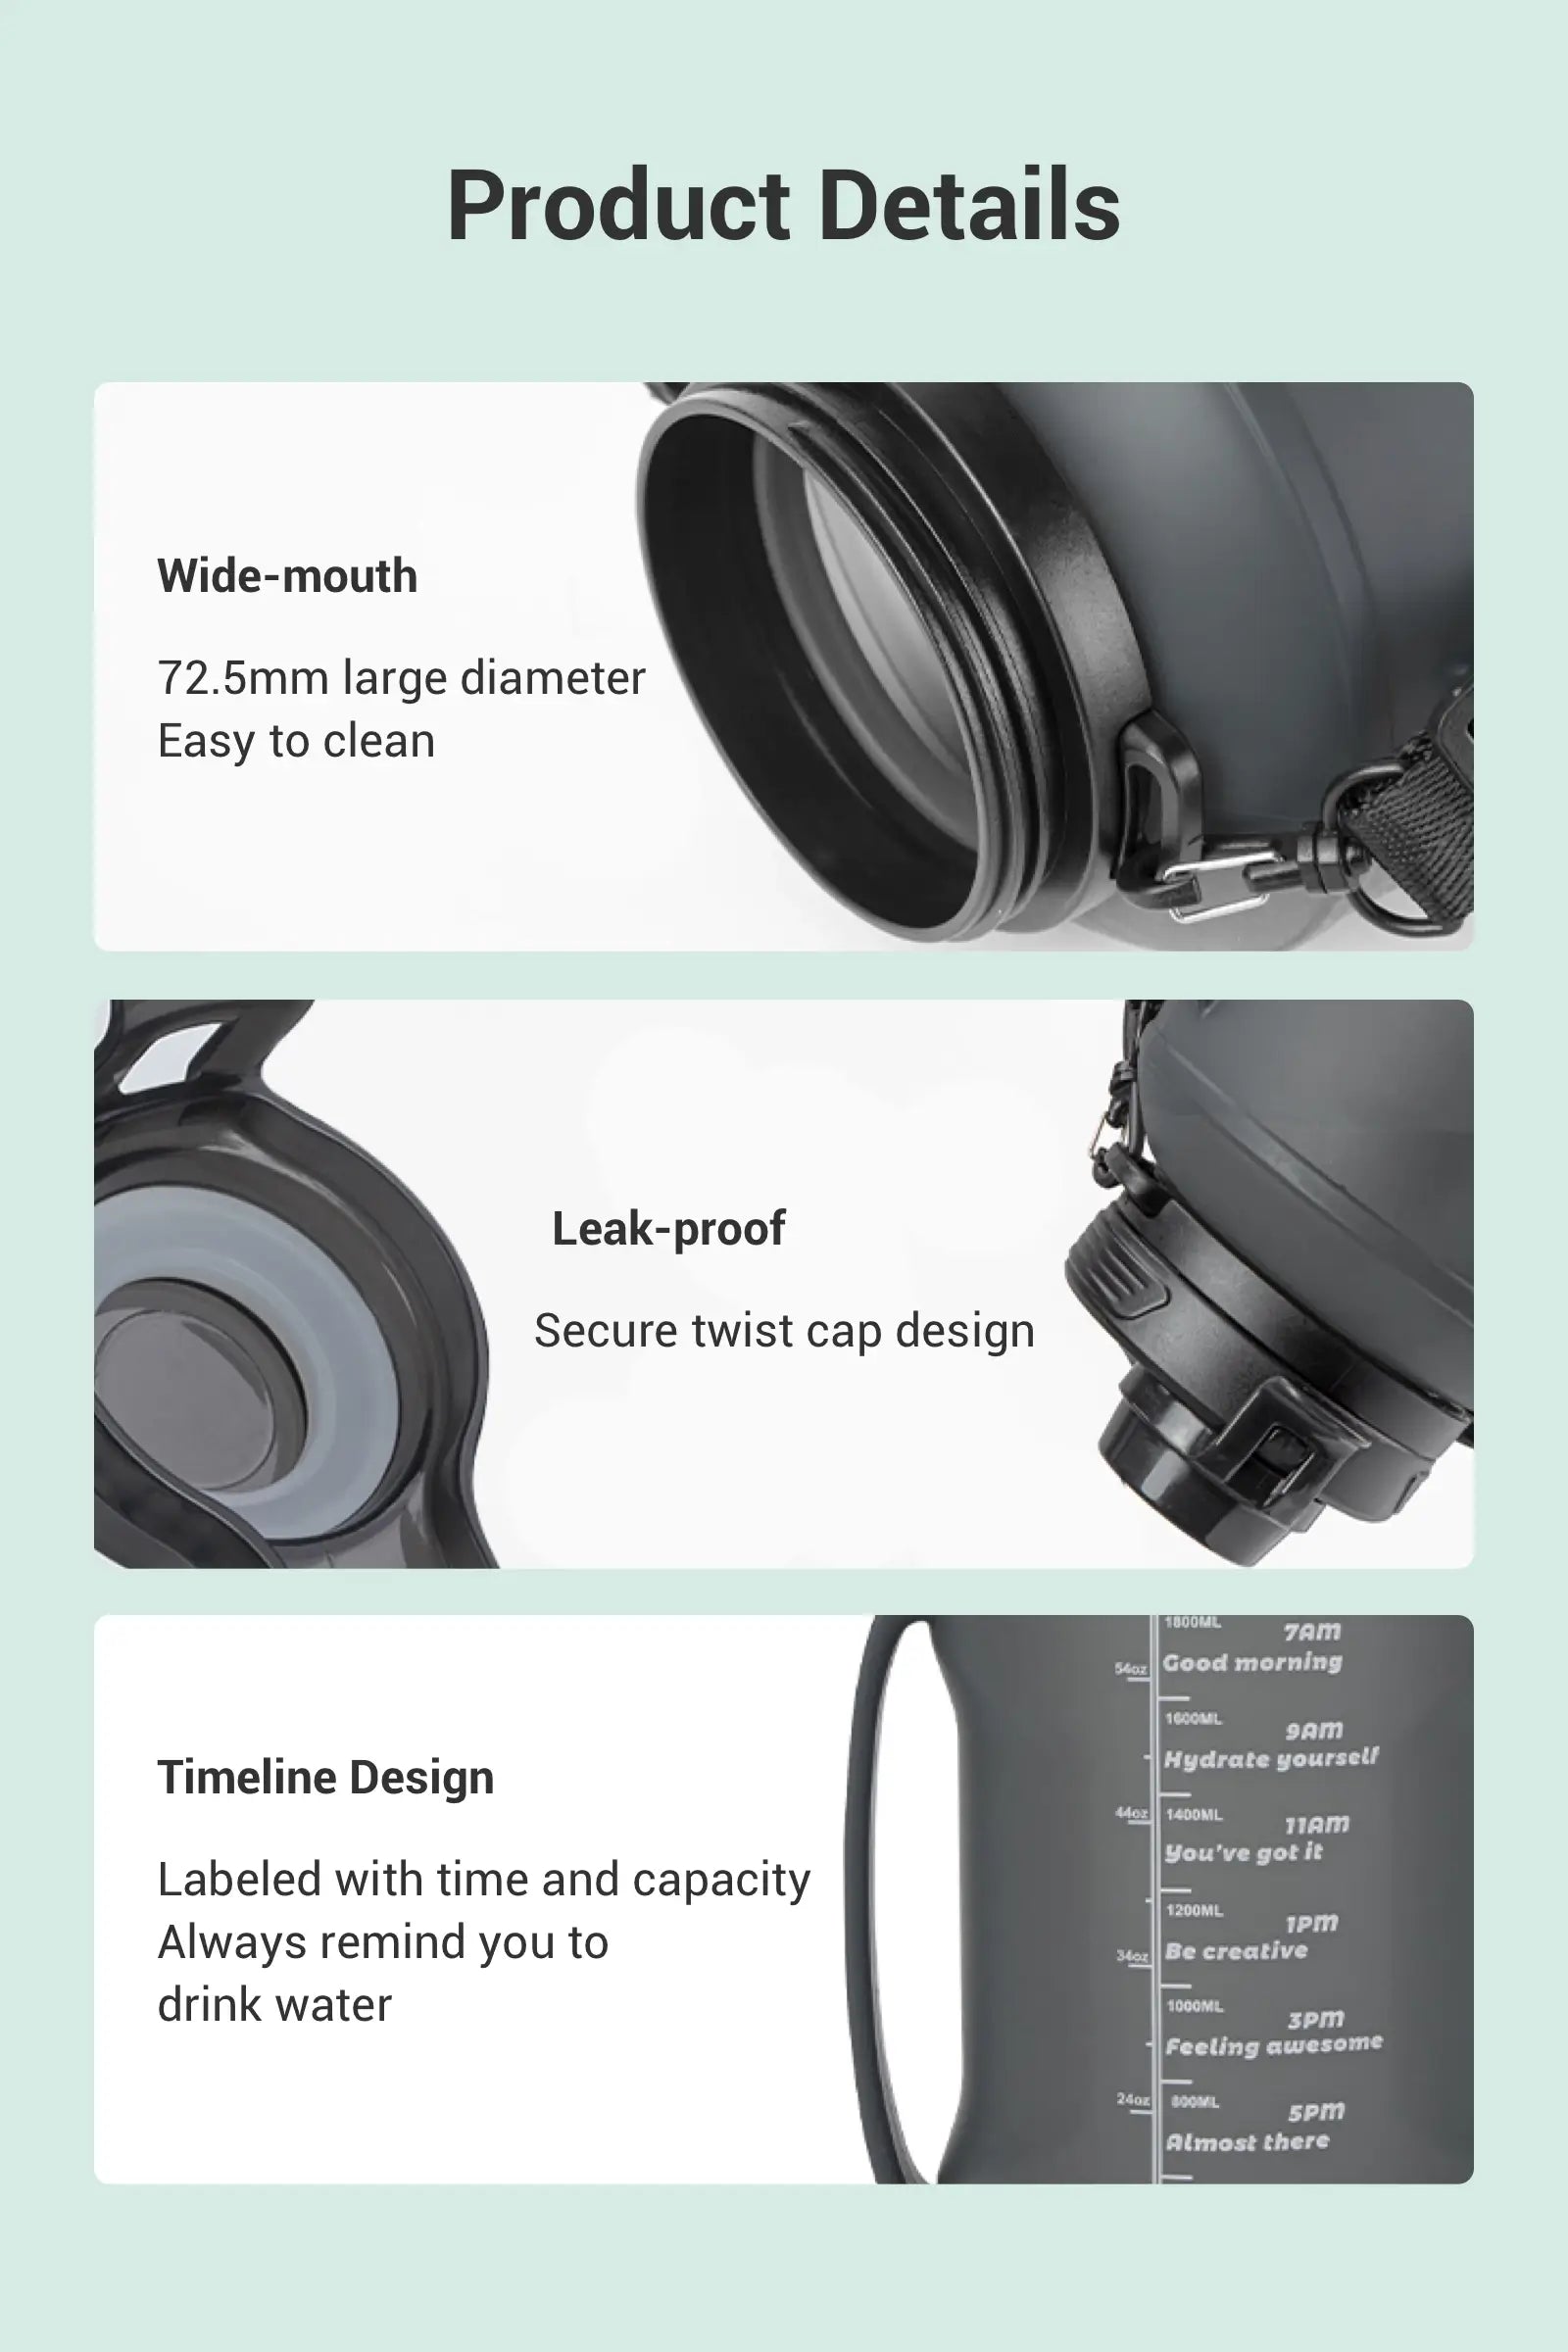 Product Details
Wide-mouth
72.5mm large diameter
Easy to clean
Leak-proof
Secure twist cap design
Timeline Design
Labeled with time and capacity
Always remind you to
drink water
1800ML
7AM
54oz
Good morning
1600ML
9AM
Hydrate yourself
44oz 1400ML
11AM
You've got it
1200ML
1PM
34oz
Be creative
1000ML
3PM
Feeling awesome
24oz 800ML
5PM
Almost there